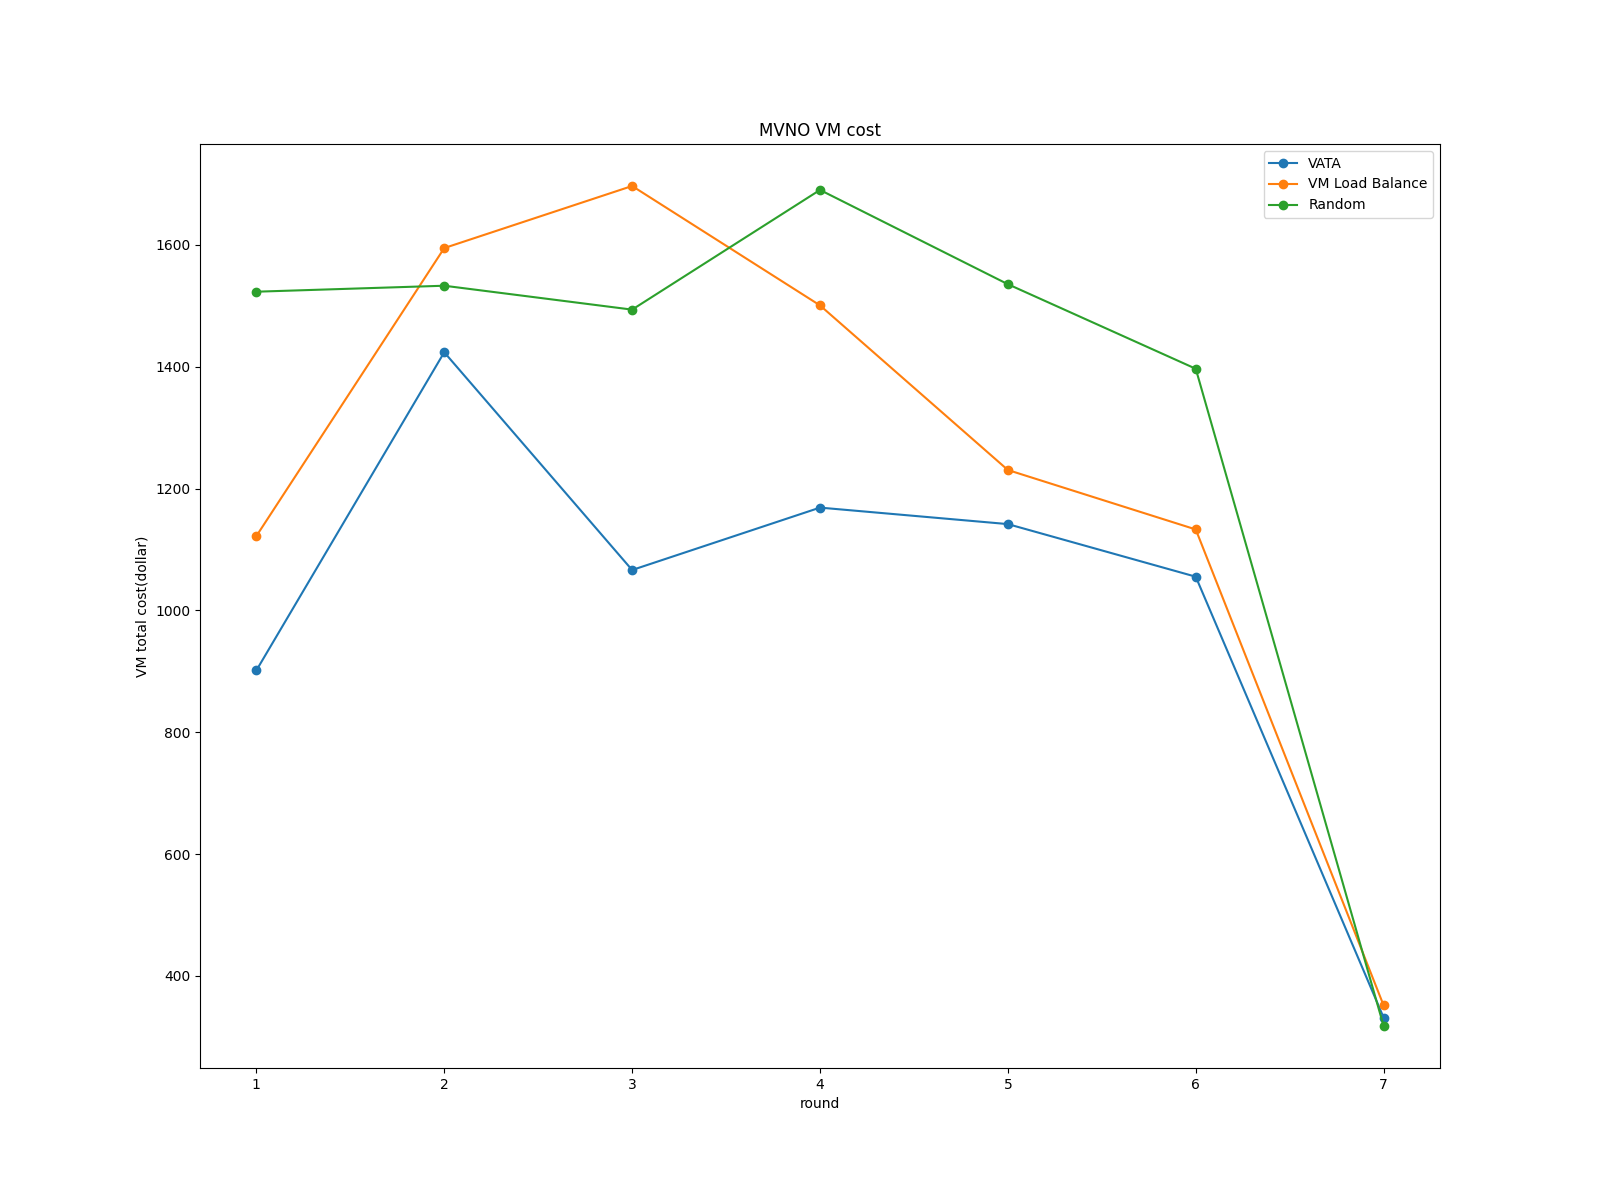 MVNO VM cost
VATA
VM Load Balance
Random
VM total cost(dollar)
1600
1400
1200
1000
800
600
400
1 2 3 4 5 6 7
round